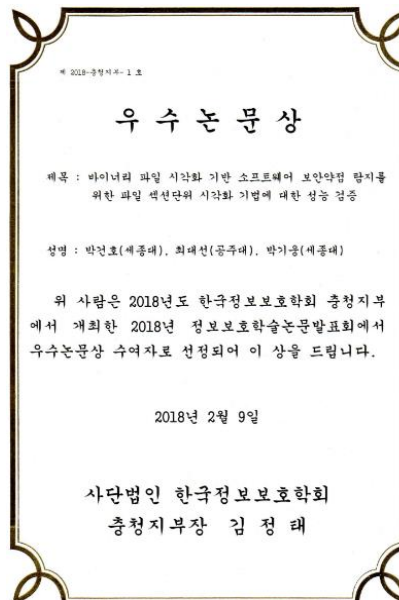 제 2018-충청지부- 1 호
우 수 논 문 상
제목 : 바이너리 파일 시각화 기반 소프트웨어 보안약점 탐지를
위한 파일 섹션단위 시각화 기법에 대한 성능 검증
성명 : 박건호(세종대), 최대선(공주대), 박기웅(세종대)
위 사람은 2018년도 한국정보보호학회 충청지부
에서 개최한 2018년 정보보호학술논문발표회에서
우수논문상 수여자로 선정되어 이 상을 드립니다.
2018년 2월 9일
사단법인 한국정보보호학회
충청지부장 김 정 태